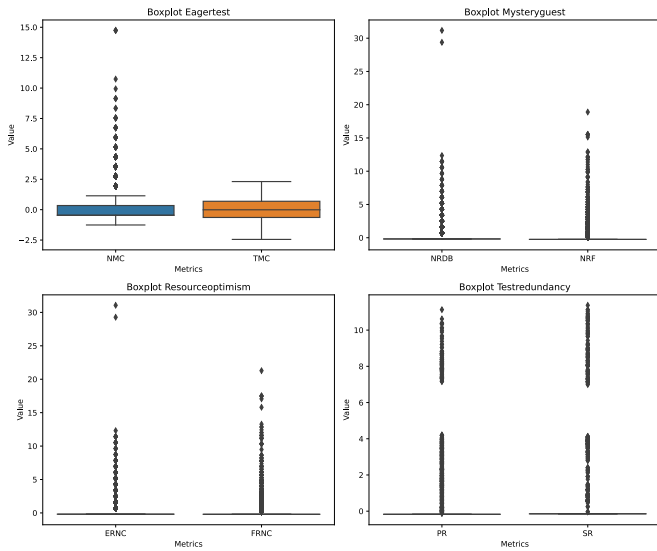 Boxplot Eagertest
15.0
12.5
10.0
7.5
5.0
2.5
0.0
−2.5
Value
NMC
TMC
Metrics
Boxplot Mysteryguest
30
25
20
15
10
5
0
Value
NRDB
NRF
Metrics
Boxplot Resourceoptimism
30
25
20
15
10
5
0
Value
ERNC
FRNC
Metrics
Boxplot Testredundancy
10
8
6
4
2
0
Value
PR
SR
Metrics